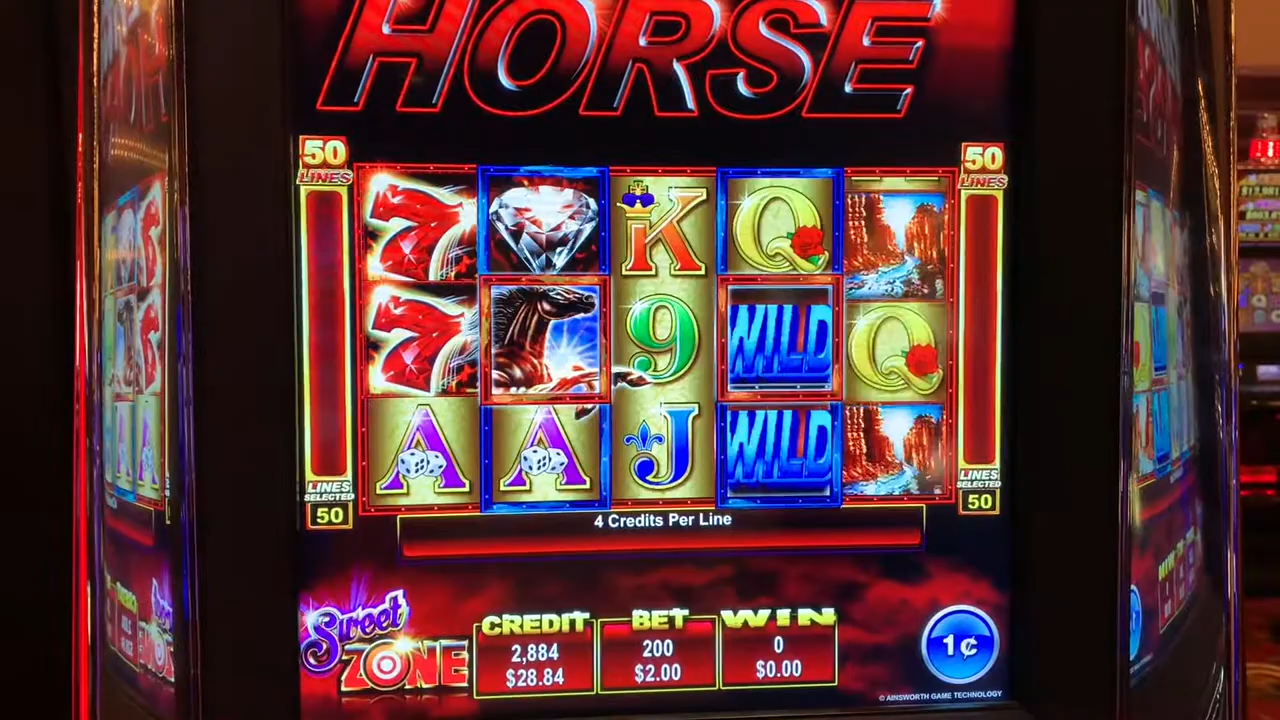 HORSE
50
LINES
50
LINES
K
Q
9
WILD
Q
A
A
J
WILD
LINES
SELECTED
50
LINES
SELECTED
50
4 Credits Per Line
Sweet
ZONE
CREDIT
2,884
$28.84
BET
200
$2.00
WIN
0
$0.00
1¢
© AINSWORTH GAME TECHNOLOGY